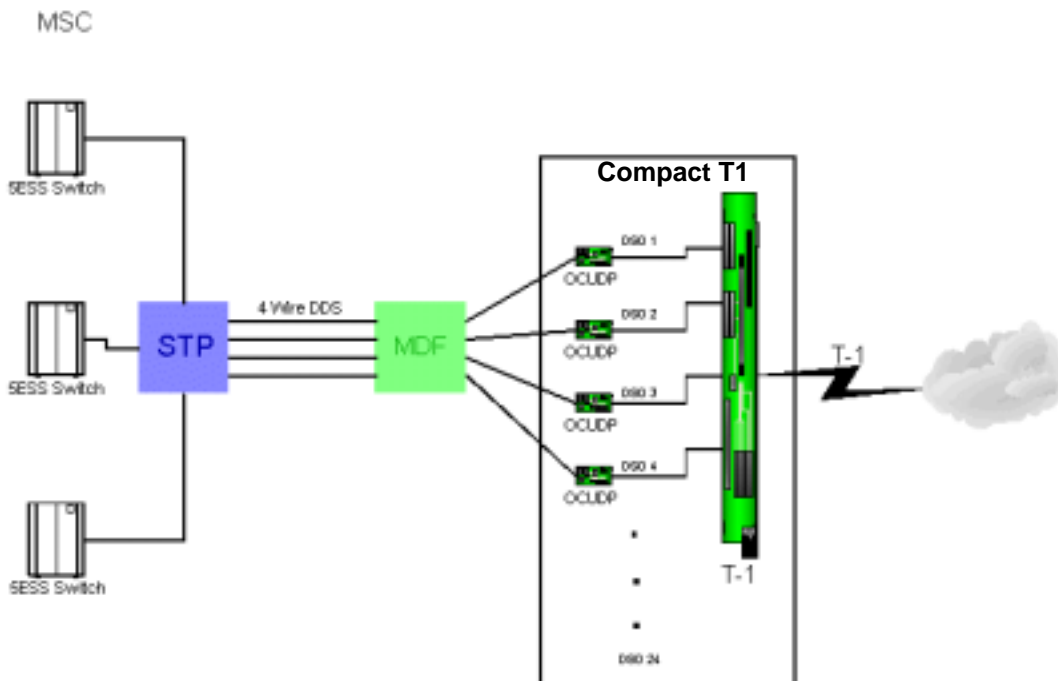 MSC
5ESS Switch
5ESS Switch
5ESS Switch
STP
4 Wire DDS
MDF
Compact T1
DS0 1
OCUDP
DS0 2
OCUDP
DS0 3
OCUDP
DS0 4
OCUDP
DS0 24
T-1
T-1